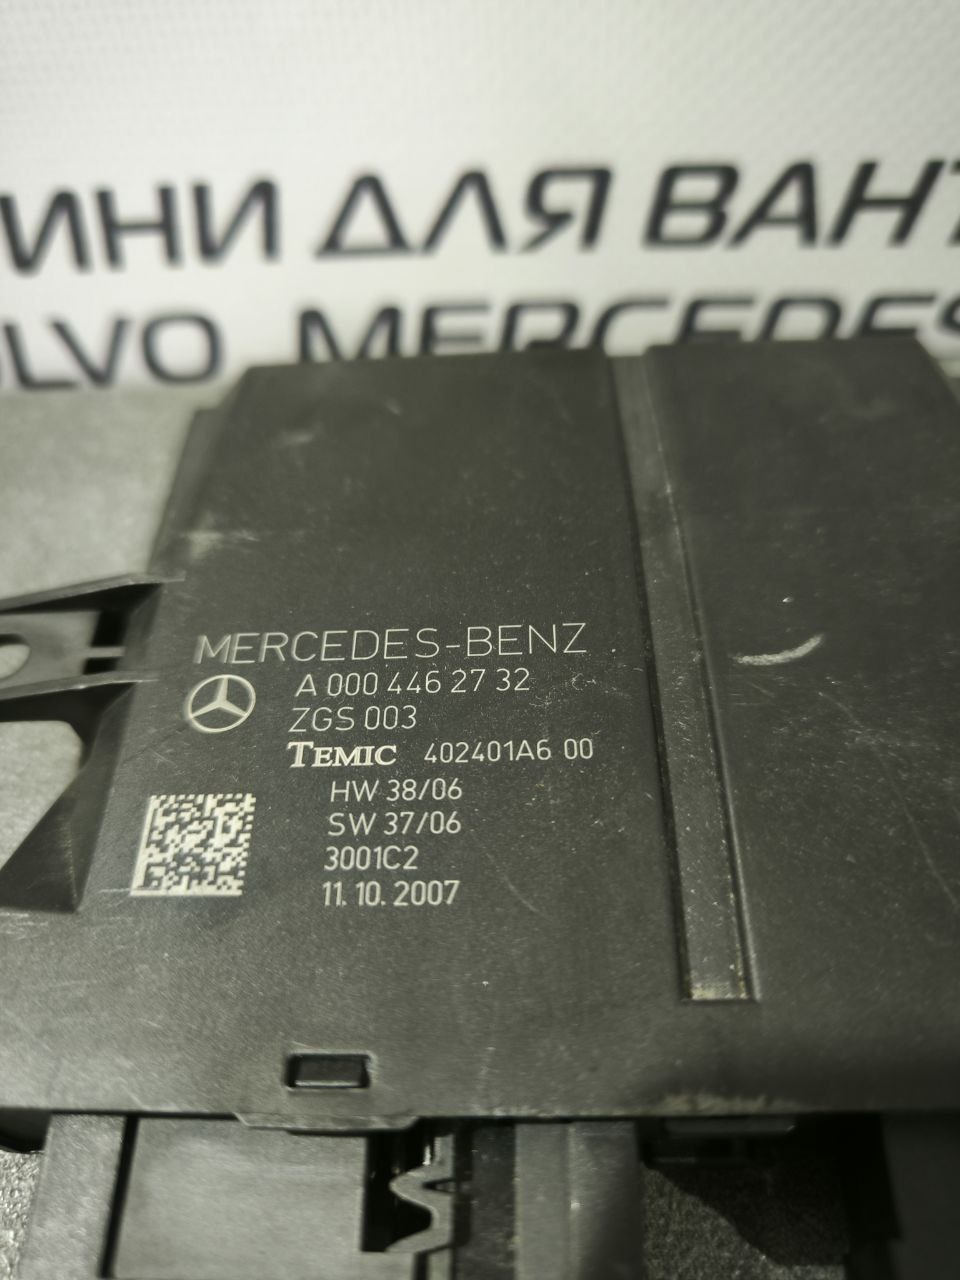 ИНИ ДЛЯ ВАНТ
OLVO MERCEDES
MERCEDES-BENZ
A 000 446 27 32
ZGS 003
TEMIC 402401A6 00
HW 38/06
SW 37/06
3001C2
11.10.2007